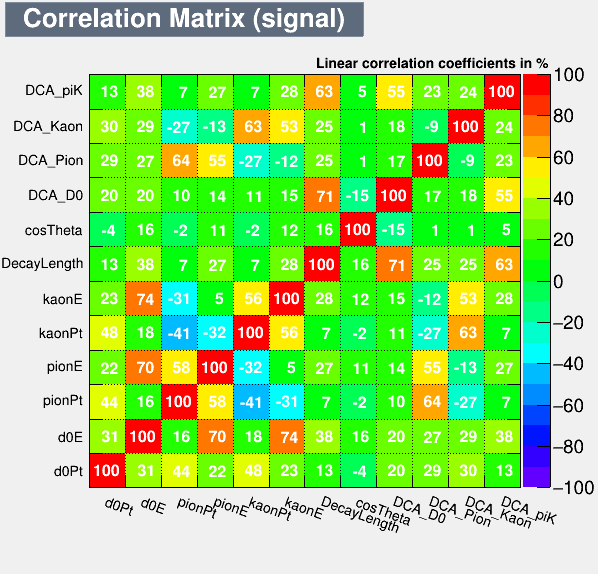 Correlation Matrix (signal)
Linear correlation coefficients in %
DCA_piK 13 38 7 27 7 28 63 5 55 23 24 100
DCA_Kaon 30 29 -27 -13 63 53 25 1 18 -9 100 24
DCA_Pion 29 27 64 55 -27 -12 25 1 17 100 -9 23
DCA_D0 20 20 10 14 11 15 71 -15 100 17 18 55
cosTheta -4 16 -2 11 -2 12 16 100 -15 1 1 5
DecayLength 13 38 7 27 7 28 100 16 71 25 25 63
kaonE 23 74 -31 5 56 100 28 12 15 -12 53 28
kaonPt 48 18 -41 -32 100 56 7 -2 11 -27 63 7
pionE 22 70 58 100 -32 5 27 11 14 55 -13 27
pionPt 44 16 100 58 -41 -31 7 -2 10 64 -27 7
d0E 31 100 16 70 18 74 38 16 20 27 29 38
d0Pt 100 31 44 22 48 23 13 -4 20 29 30 13
d0Pt d0E pionPt pionE kaonPt kaonE DecayLength cosTheta DCA_D0 DCA_Pion DCA_Kaon DCA_piK
100
80
60
40
20
0
−20
−40
−60
−80
−100